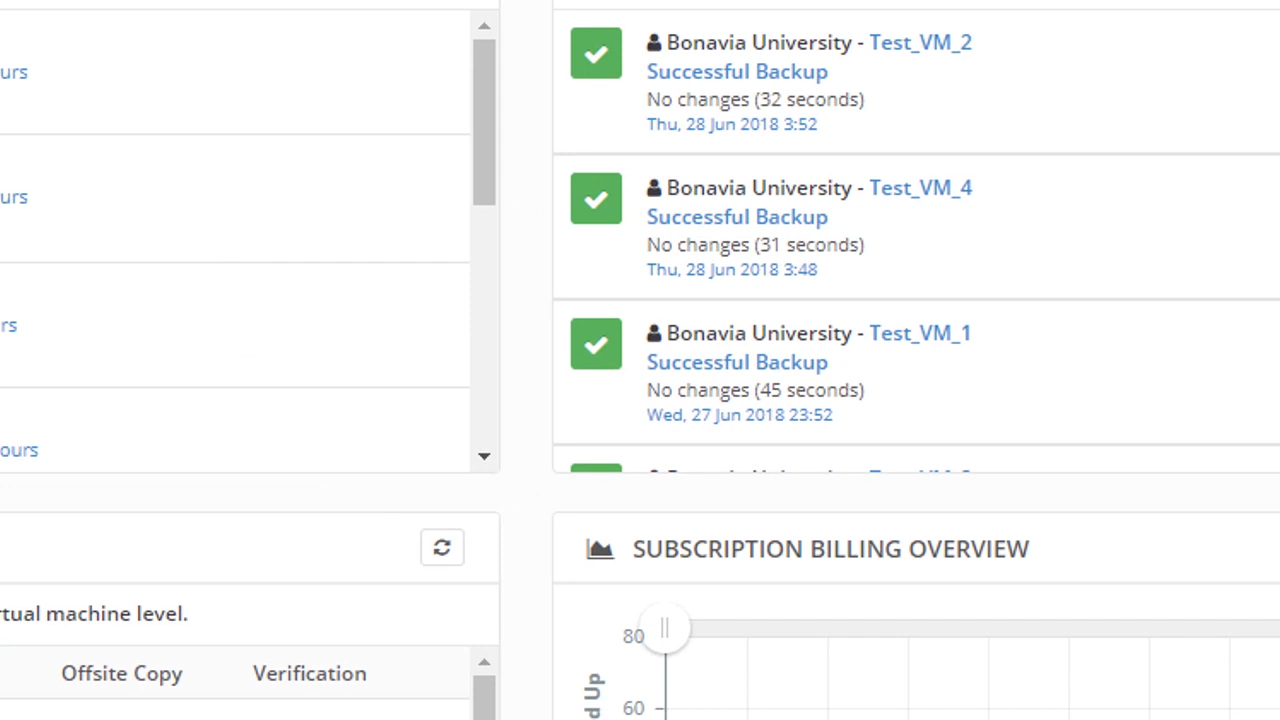 urs
urs
rs
ours
Bonavia University - Test_VM_2
Successful Backup
No changes (32 seconds)
Thu, 28 Jun 2018 3:52
Bonavia University - Test_VM_4
Successful Backup
No changes (31 seconds)
Thu, 28 Jun 2018 3:48
Bonavia University - Test_VM_1
Successful Backup
No changes (45 seconds)
Wed, 27 Jun 2018 23:52
rtual machine level.
Offsite Copy Verification
SUBSCRIPTION BILLING OVERVIEW
80
60
d Up